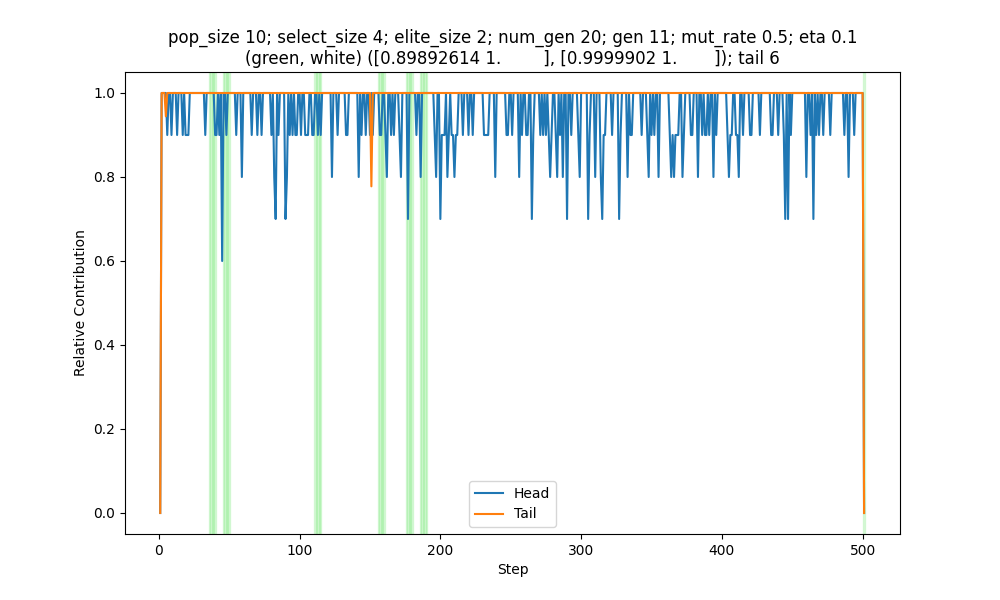 pop_size 10; select_size 4; elite_size 2; num_gen 20; gen 11; mut_rate 0.5; eta 0.1
(green, white) ([0.89892614 1.        ], [0.9999902 1.       ]); tail 6
Relative Contribution
1.0
0.8
0.6
0.4
0.2
0.0
Head
Tail
0 100 200 300 400 500
Step